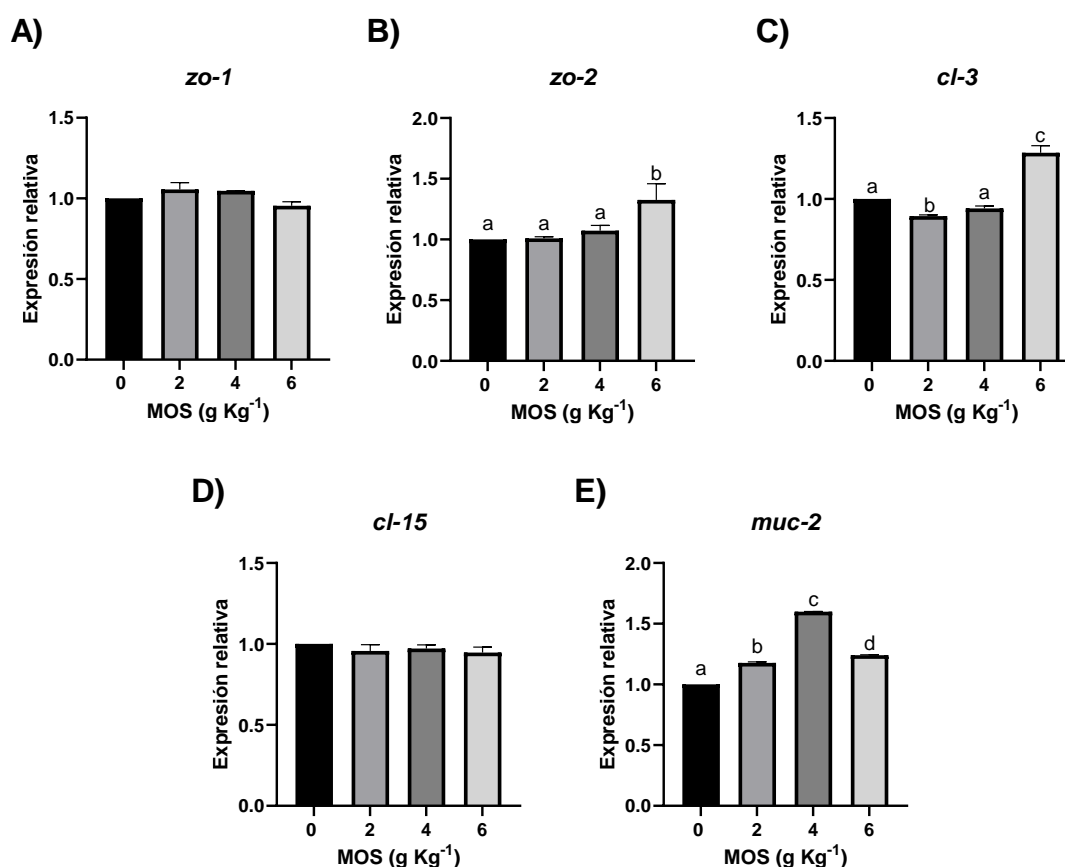 A)
zo-1
Expresión relativa
1.5
1.0
0.5
0.0
0 2 4 6
MOS (g Kg-1)
B)
zo-2
Expresión relativa
2.0
1.5
1.0
0.5
0.0
a a a b
0 2 4 6
MOS (g Kg-1)
C)
cl-3
Expresión relativa
1.5
1.0
0.5
0.0
a b a c
0 2 4 6
MOS (g Kg-1)
D)
cl-15
Expresión relativa
1.5
1.0
0.5
0.0
0 2 4 6
MOS (g Kg-1)
E)
muc-2
Expresión relativa
2.0
1.5
1.0
0.5
0.0
a b c d
0 2 4 6
MOS (g Kg-1)